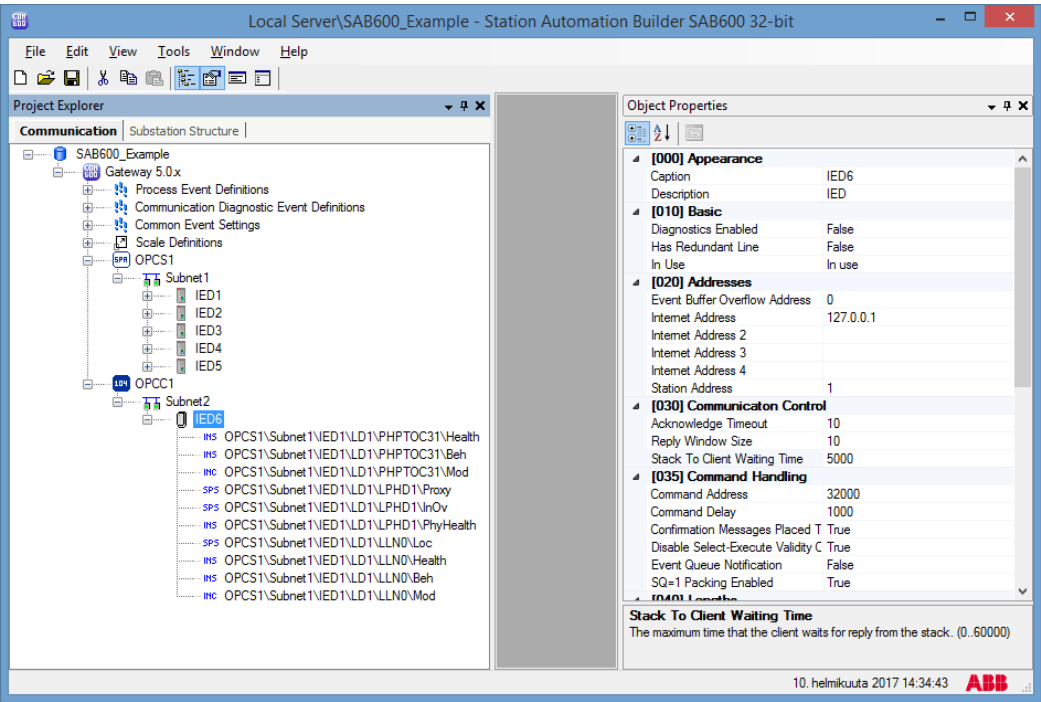 Local Server\SAB600_Example - Station Automation Builder SAB600 32-bit
File Edit View Tools Window Help
Project Explorer
Communication Substation Structure
SAB600_Example
Gateway 5.0.x
Process Event Definitions
Communication Diagnostic Event Definitions
Common Event Settings
Scale Definitions
SPA OPCS1
Subnet1
IED1
IED2
IED3
IED4
IED5
104 OPCC1
Subnet2
IED6
INS OPCS1\Subnet1\IED1\LD1\PHPTOC31\Health
INS OPCS1\Subnet1\IED1\LD1\PHPTOC31\Beh
INC OPCS1\Subnet1\IED1\LD1\PHPTOC31\Mod
SPS OPCS1\Subnet1\IED1\LD1\LPHD1\Proxy
SPS OPCS1\Subnet1\IED1\LD1\LPHD1\InOv
INS OPCS1\Subnet1\IED1\LD1\LPHD1\PhyHealth
SPS OPCS1\Subnet1\IED1\LD1\LLN0\Loc
INS OPCS1\Subnet1\IED1\LD1\LLN0\Health
INS OPCS1\Subnet1\IED1\LD1\LLN0\Beh
INC OPCS1\Subnet1\IED1\LD1\LLN0\Mod
Object Properties
[000] Appearance
Caption IED6
Description IED
[010] Basic
Diagnostics Enabled False
Has Redundant Line False
In Use In use
[020] Addresses
Event Buffer Overflow Address 0
Internet Address 127.0.0.1
Internet Address 2
Internet Address 3
Internet Address 4
Station Address 1
[030] Communicaton Control
Acknowledge Timeout 10
Reply Window Size 10
Stack To Client Waiting Time 5000
[035] Command Handling
Command Address 32000
Command Delay 1000
Confirmation Messages Placed T True
Disable Select-Execute Validity C True
Event Queue Notification False
SQ=1 Packing Enabled True
[040] Lengths
Stack To Client Waiting Time
The maximum time that the client waits for reply from the stack. (0..60000)
10. helmikuuta 2017 14:34:43 ABB